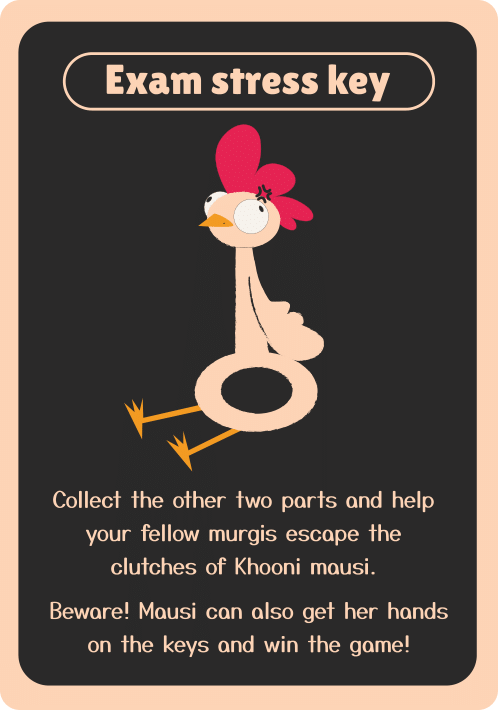 Exam stress key
Collect the other two parts and help
your fellow murgis escape the
clutches of Khooni mausi.
Beware! Mausi can also get her hands
on the keys and win the game!